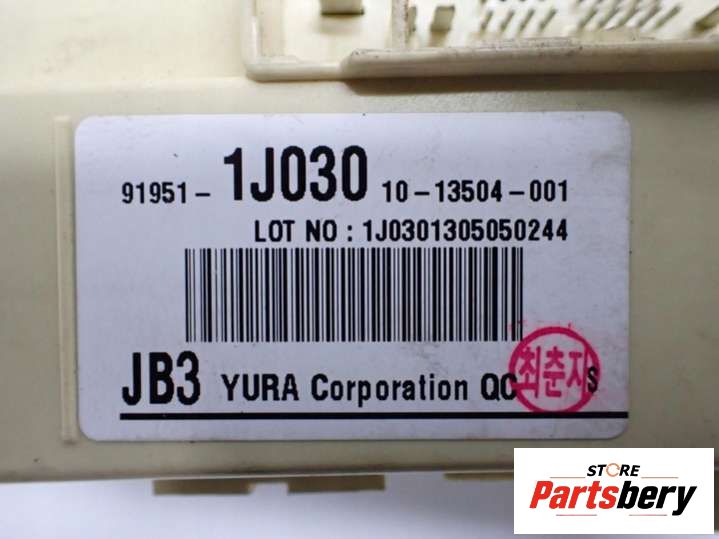 91951- 1J030 10-13504-001
LOT NO : 1J0301305050244
JB3 YURA Corporation QC
최춘자
S
STORE
Partsbery